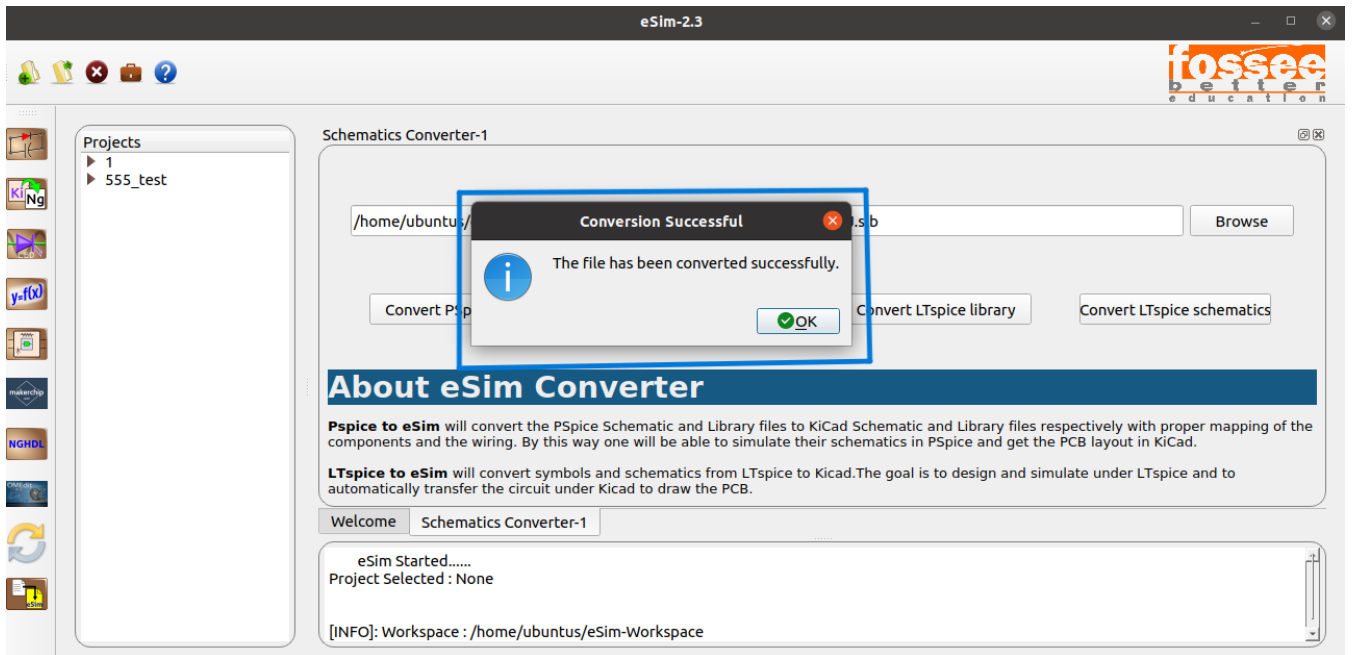 eSim-2.3
fossee
better
education
Projects
1
555_test
Schematics Converter-1
/home/ubuntus/
Browse
Conversion Successful
The file has been converted successfully.
OK
Convert LTspice library
Convert LTspice schematics
About eSim Converter
Pspice to eSim will convert the PSpice Schematic and Library files to KiCad Schematic and Library files respectively with proper mapping of the
components and the wiring. By this way one will be able to simulate their schematics in PSpice and get the PCB layout in KiCad.
LTspice to eSim will convert symbols and schematics from LTspice to Kicad.The goal is to design and simulate under LTspice and to
automatically transfer the circuit under Kicad to draw the PCB.
Welcome
Schematics Converter-1
eSim Started......
Project Selected : None
[INFO]: Workspace : /home/ubuntus/eSim-Workspace
Ki
Ng
y=f(x)
makerchip
NGHDL
OMEdit
eSim